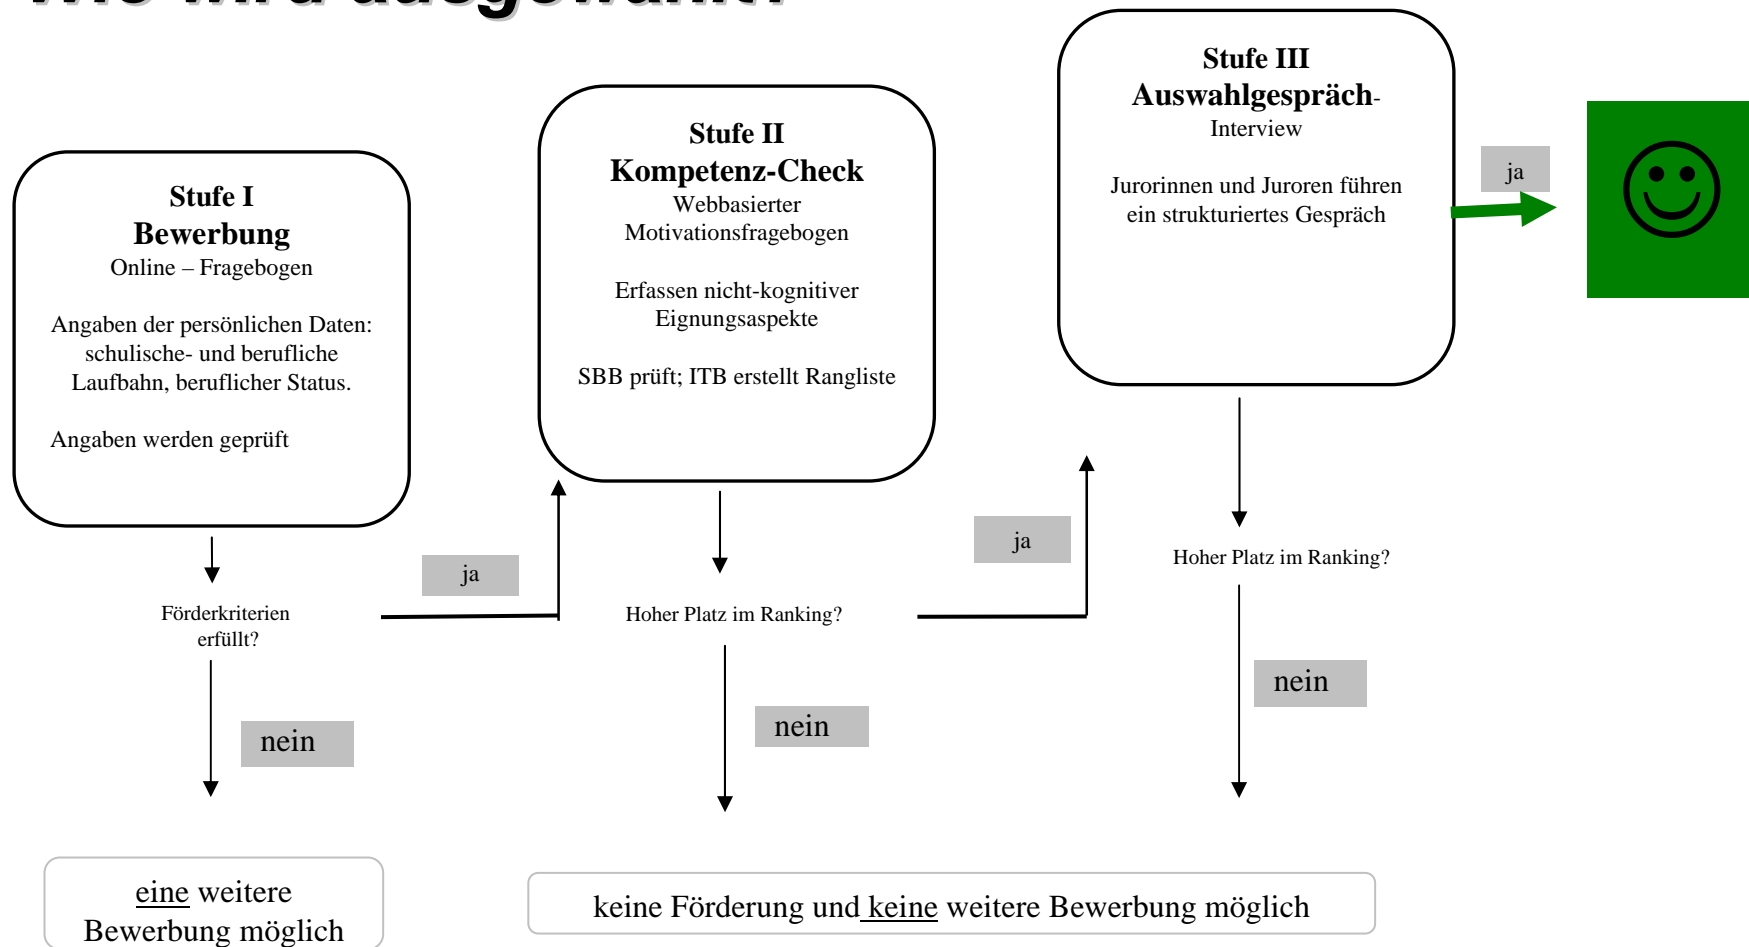 Wie wird ausgewählt?
Stufe I
Bewerbung
Online – Fragebogen
Angaben der persönlichen Daten:
schulische- und berufliche
Laufbahn, beruflicher Status.
Angaben werden geprüft
Förderkriterien
erfüllt?
ja
nein
eine weitere
Bewerbung möglich
Stufe II
Kompetenz-Check
Webbasierter
Motivationsfragebogen
Erfassen nicht-kognitiver
Eignungsaspekte
SBB prüft; ITB erstellt Rangliste
Hoher Platz im Ranking?
ja
nein
Stufe III
Auswahlgespräch-
Interview
Jurorinnen und Juroren führen
ein strukturiertes Gespräch
ja
Hoher Platz im Ranking?
nein
keine Förderung und keine weitere Bewerbung möglich